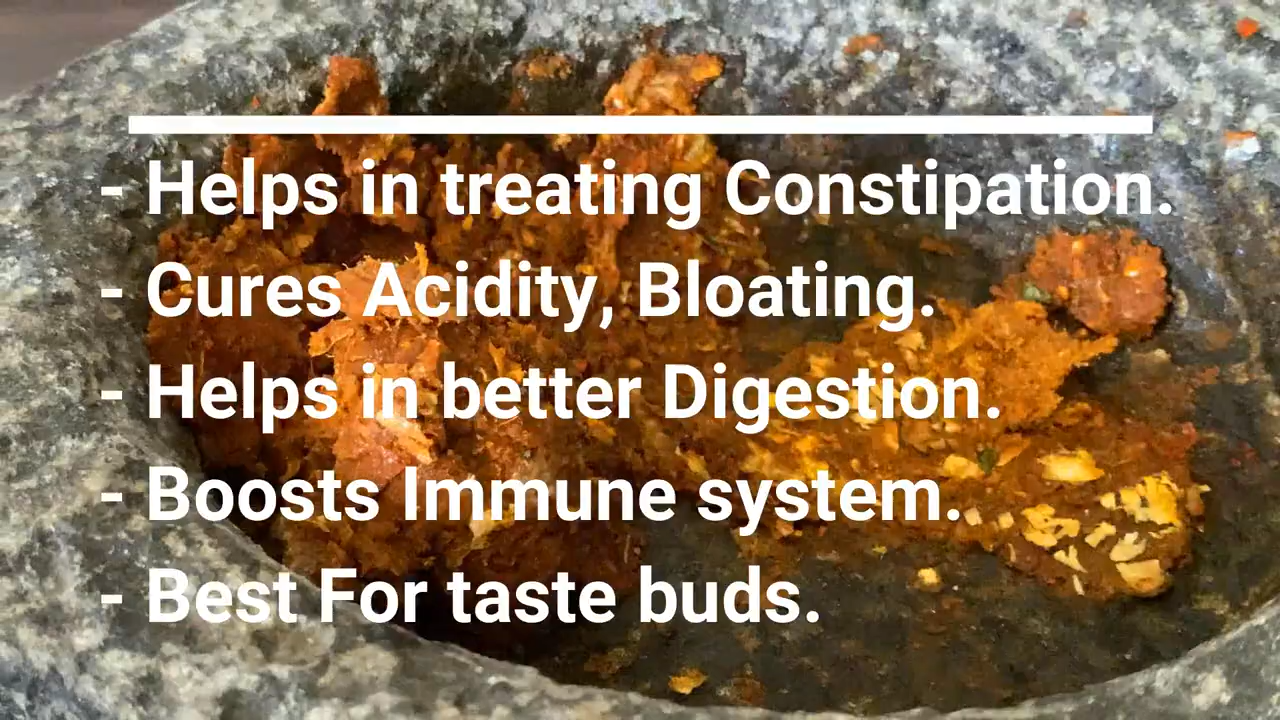 - Helps in treating Constipation.
- Cures Acidity, Bloating.
- Helps in better Digestion.
- Boosts Immune system.
- Best For taste buds.